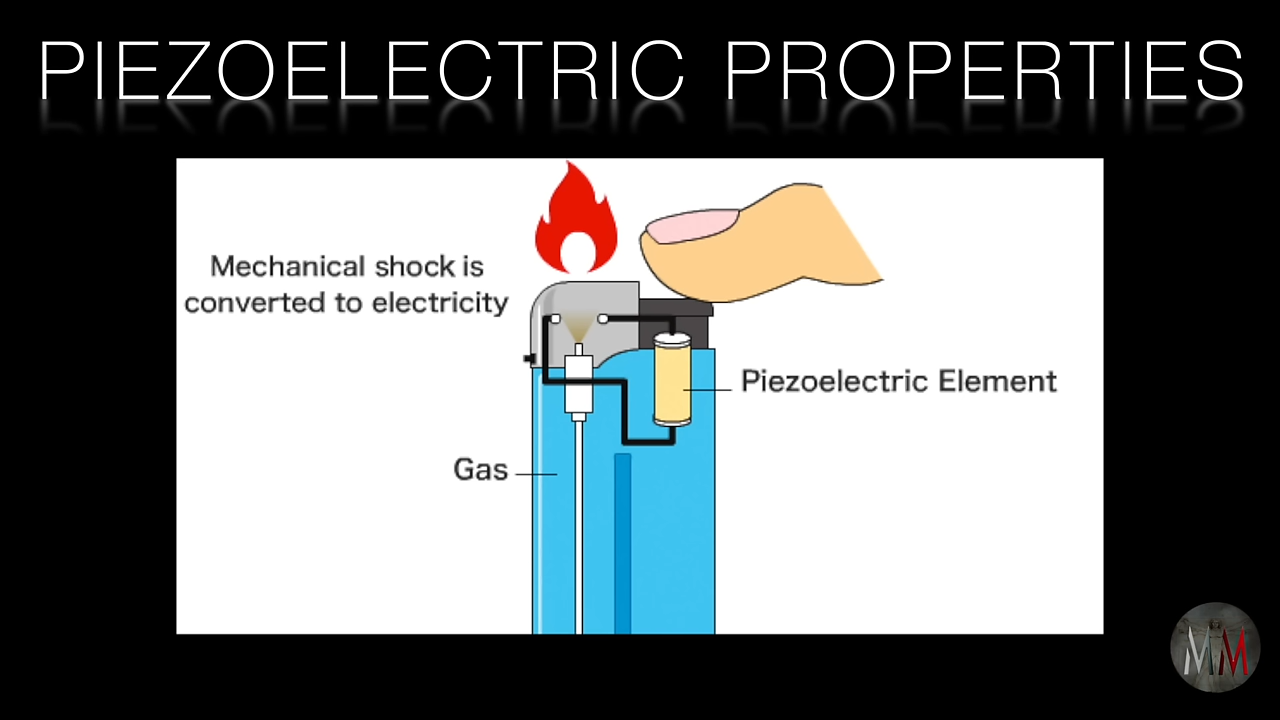 PIEZOELECTRIC PROPERTIES
Mechanical shock is
converted to electricity
Piezoelectric Element
Gas
MM